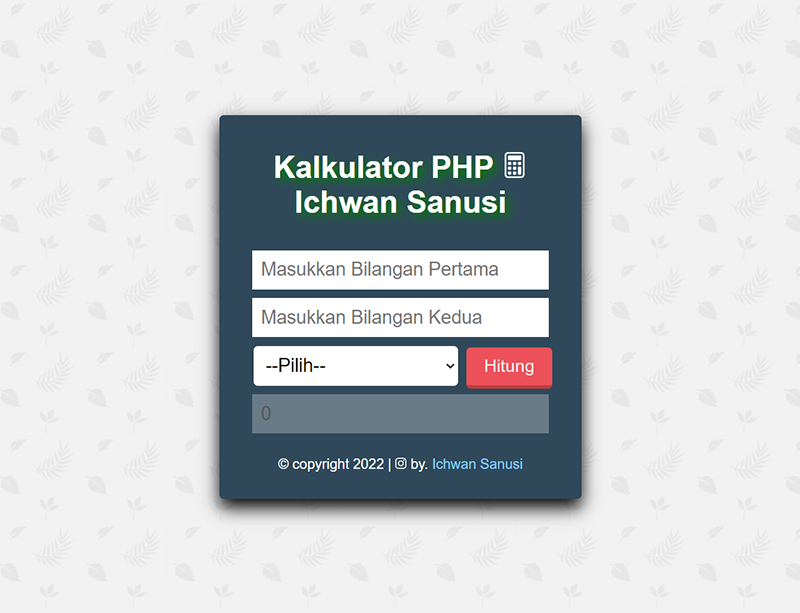 Kalkulator PHP
Ichwan Sanusi
Masukkan Bilangan Pertama
Masukkan Bilangan Kedua
--Pilih--
Hitung
0
© copyright 2022 | by. Ichwan Sanusi